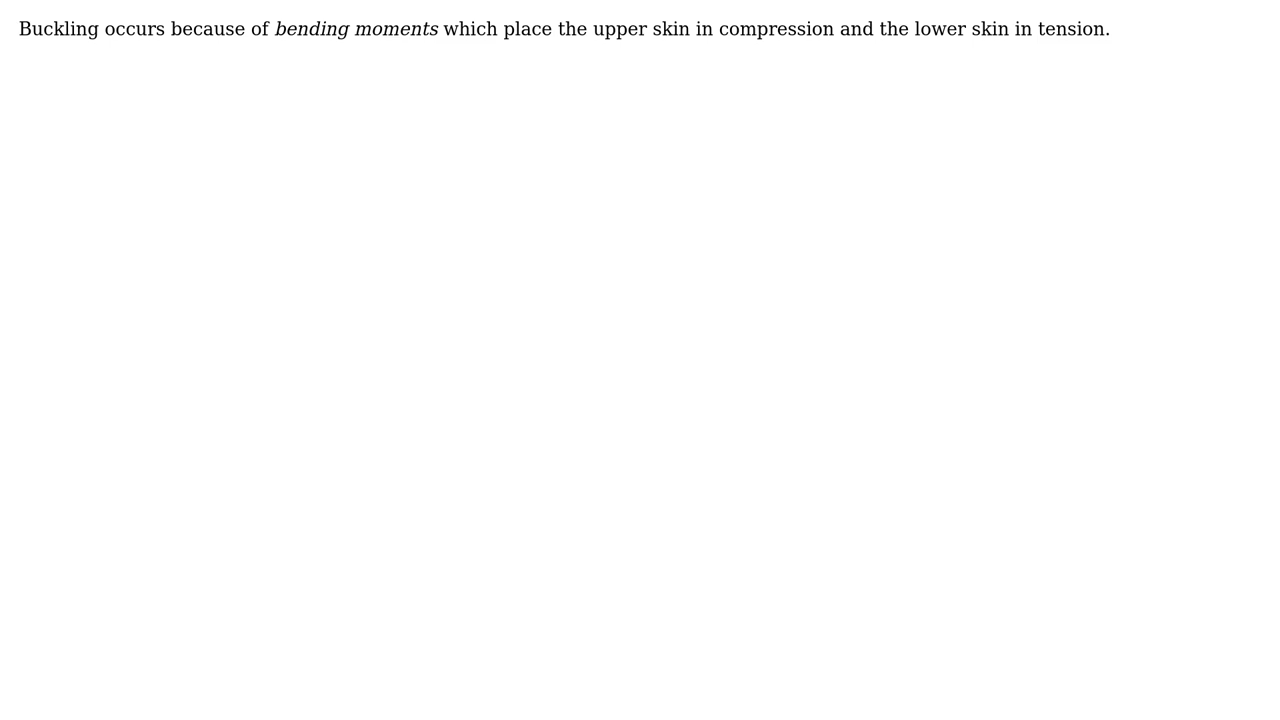 Buckling occurs because of bending moments which place the upper skin in compression and the lower skin in tension.